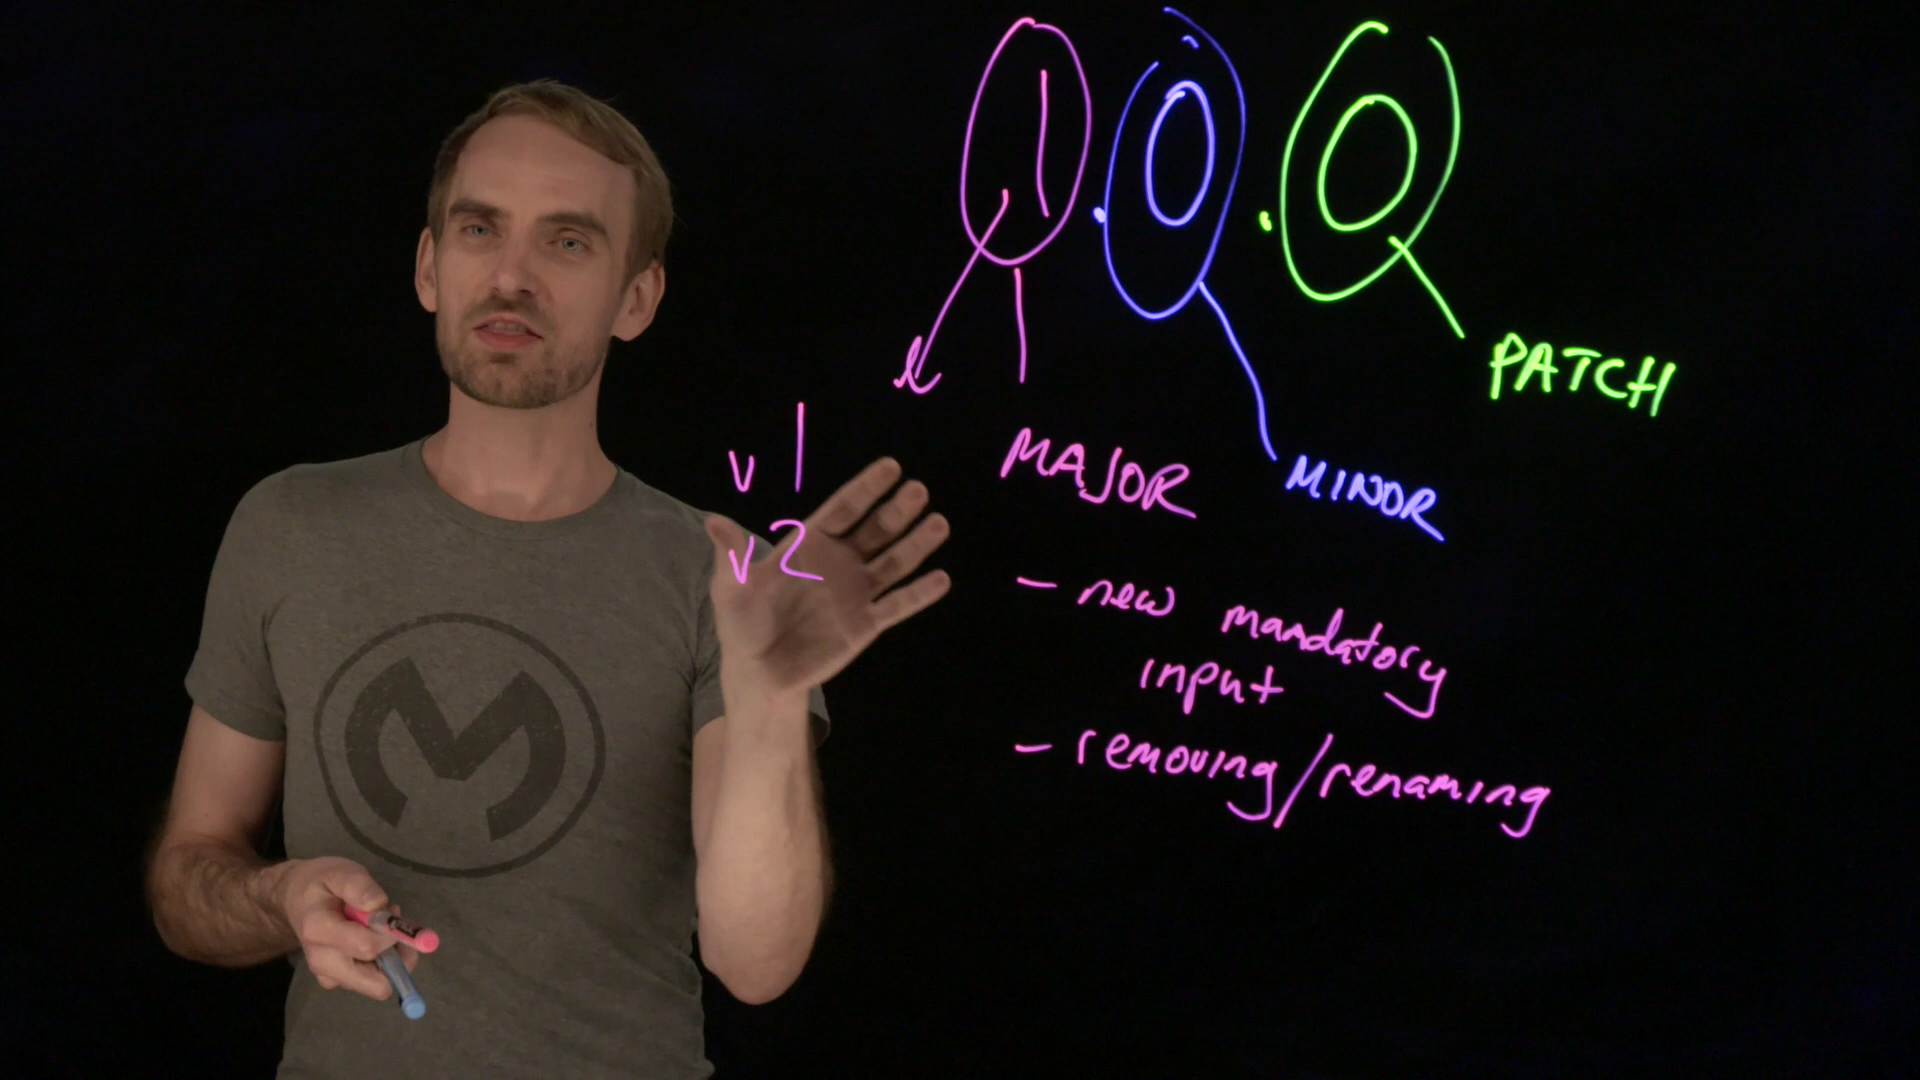 1.0.0
PATCH
MAJOR
MINOR
v1
v2
- new mandatory
input
- removing/renaming